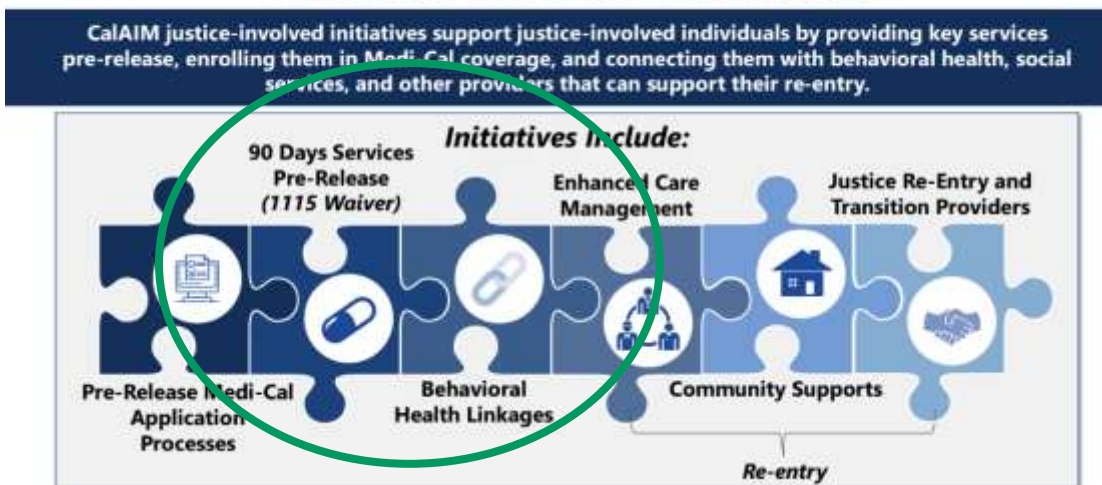 CalAIM justice-involved initiatives support justice-involved individuals by providing key services
pre-release, enrolling them in Medi-Cal coverage, and connecting them with behavioral health, social
services, and other providers that can support their re-entry.
Initiatives Include:
90 Days Services
Pre-Release
(1115 Waiver)
Enhanced Care
Management
Justice Re-Entry and
Transition Providers
Pre-Release Medi-Cal
Application
Processes
Behavioral
Health Linkages
Community Supports
Re-entry